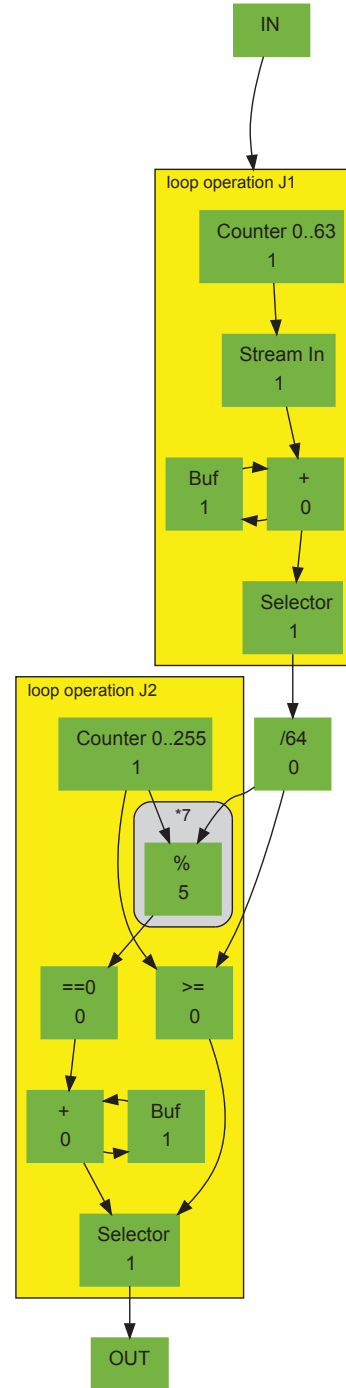 IN
loop operation J1
Counter 0..63
1
Stream In
1
Buf
1
+
0
Selector
1
/64
0
loop operation J2
Counter 0..255
1
*7
%
5
==0
0
>=
0
+
0
Buf
1
Selector
1
OUT